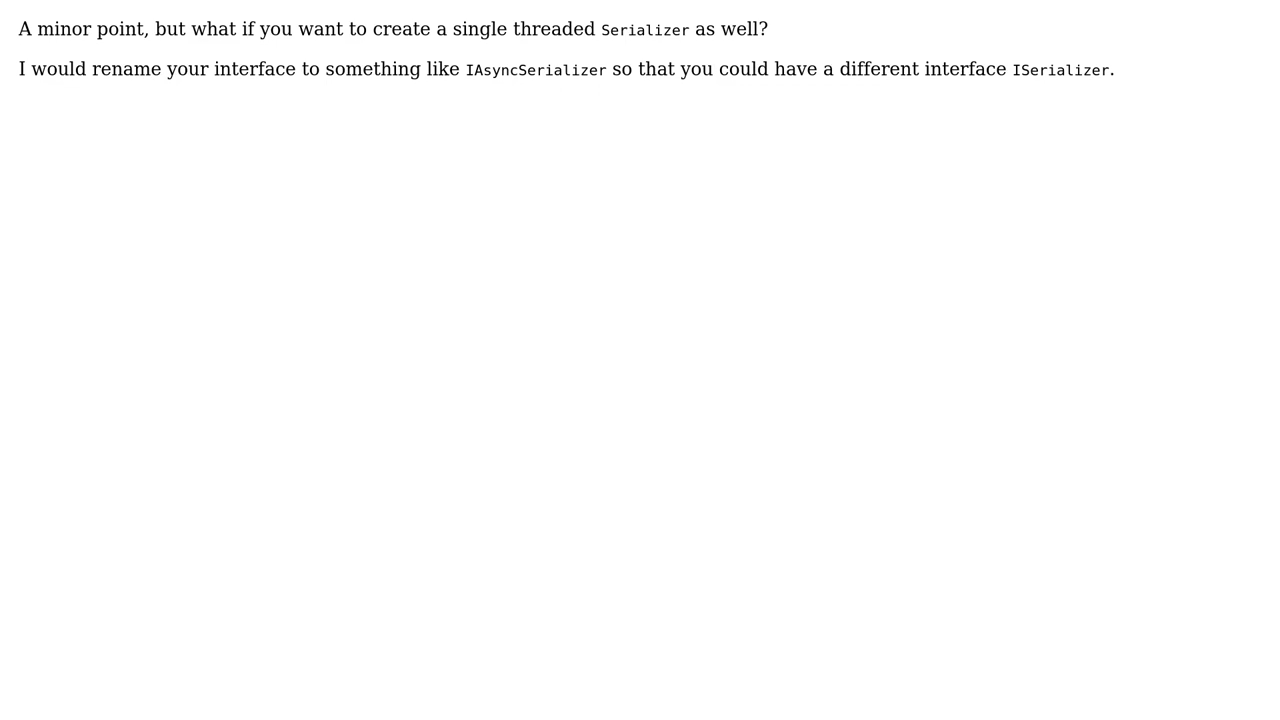 A minor point, but what if you want to create a single threaded Serializer as well?
I would rename your interface to something like IAsyncSerializer so that you could have a different interface ISerializer.